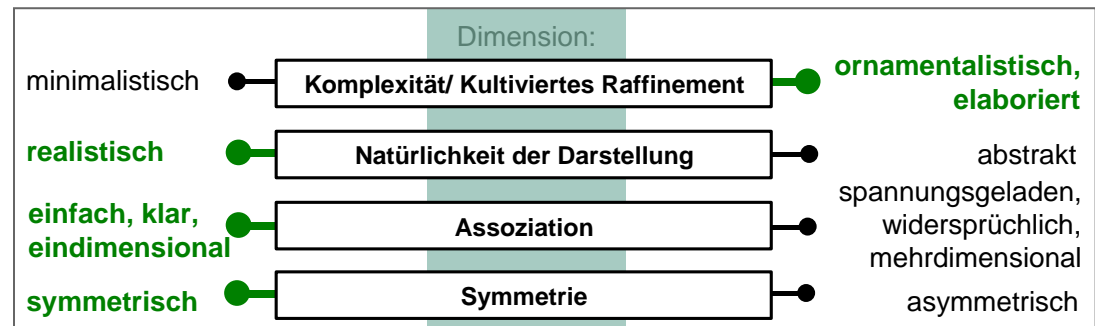 Dimension:
minimalistisch
Komplexität/ Kultiviertes Raffinement
ornamentalistisch,
elaboriert
realistisch
Natürlichkeit der Darstellung
abstrakt
einfach, klar,
eindimensional
Assoziation
spannungsgeladen,
widersprüchlich,
mehrdimensional
symmetrisch
Symmetrie
asymmetrisch